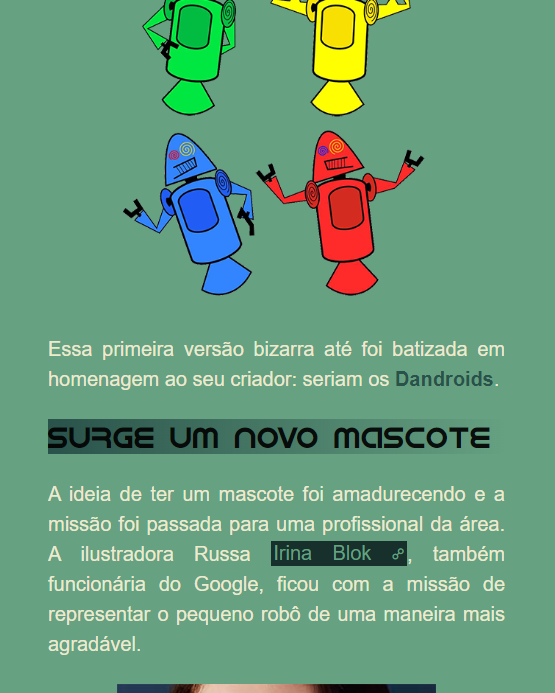 Essa primeira versão bizarra até foi batizada em
homenagem ao seu criador: seriam os Dandroids.
SURGE UM NOVO MASCOTE
A ideia de ter um mascote foi amadurecendo e a
missão foi passada para uma profissional da área.
A ilustradora Russa Irina Blok, também
funcionária do Google, ficou com a missão de
representar o pequeno robô de uma maneira mais
agradável.